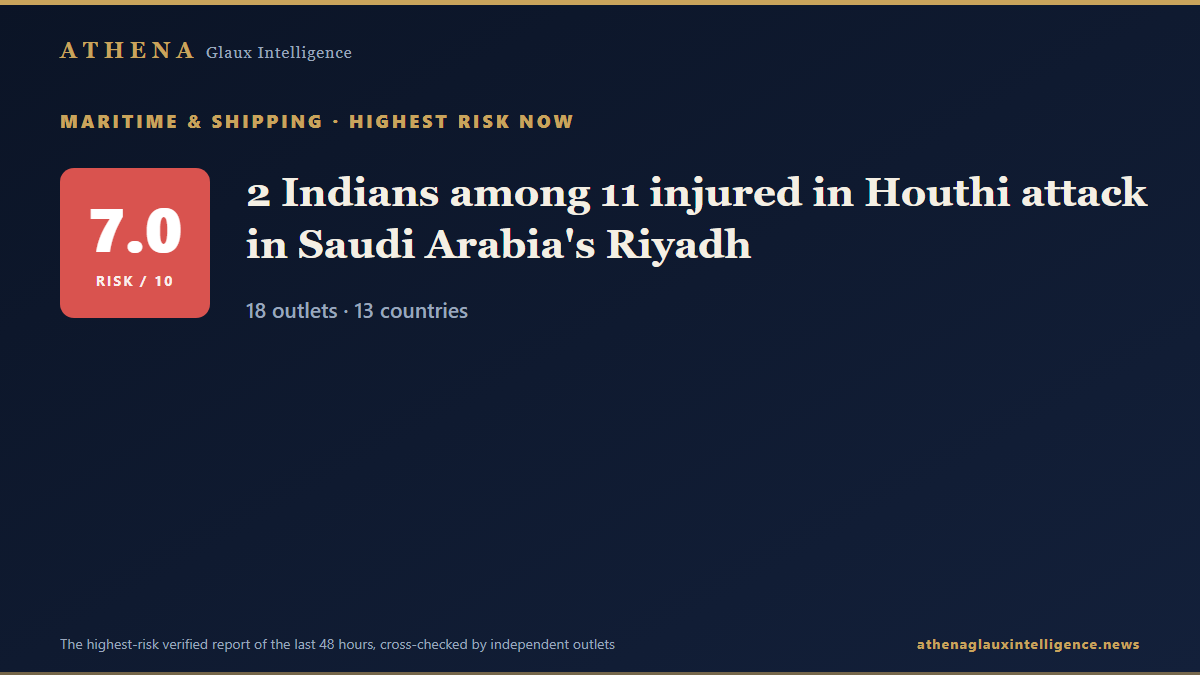 ATHENA Glaux Intelligence
MARITIME & SHIPPING · HIGHEST RISK NOW
7.0
RISK / 10
2 Indians among 11 injured in Houthi attack
in Saudi Arabia's Riyadh
18 outlets · 13 countries
The highest-risk verified report of the last 48 hours, cross-checked by independent outlets
athenaglauxintelligence.news